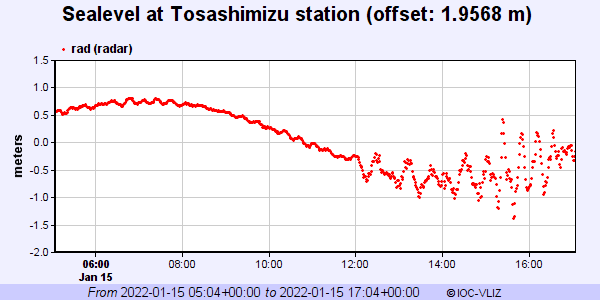 Sealevel at Tosashimizu station (offset: 1.9568 m)
rad (radar)
meters
1.5
1.0
0.5
0.0
-0.5
-1.0
-1.5
-2.0
06:00 08:00 10:00 12:00 14:00 16:00
Jan 15
From 2022-01-15 05:04+00:00 to 2022-01-15 17:04+00:00 © IOC-VLIZ